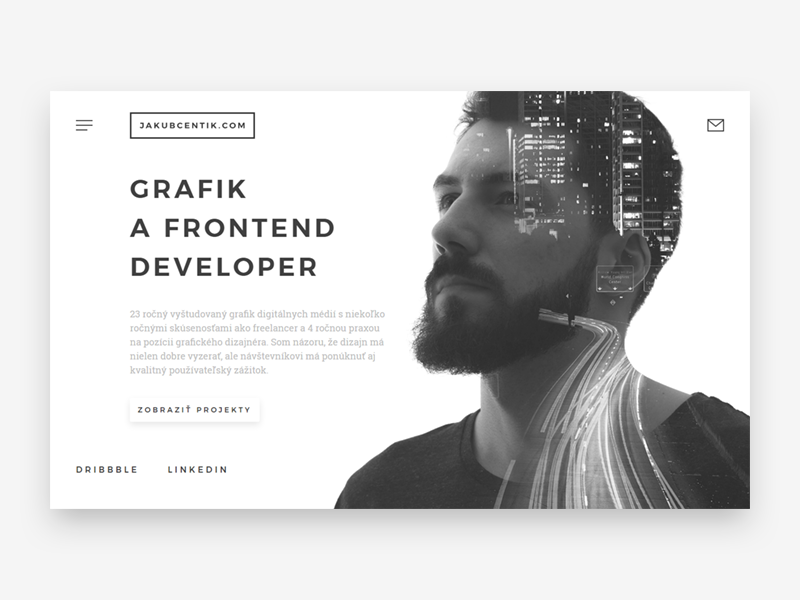 JAKUBCENTIK.COM
GRAFIK
A FRONTEND
DEVELOPER
23 ročný vyštudovaný grafik digitálnych médií s niekoľko
ročnými skúsenosťami ako freelancer a 4 ročnou praxou
na pozícii grafického dizajnéra. Som názoru, že dizajn má
nielen dobre vyzerať, ale návštevníkovi má ponúknuť aj
kvalitný používateľský zážitok.
ZOBRAZIŤ PROJEKTY
DRIBBBLE LINKEDIN